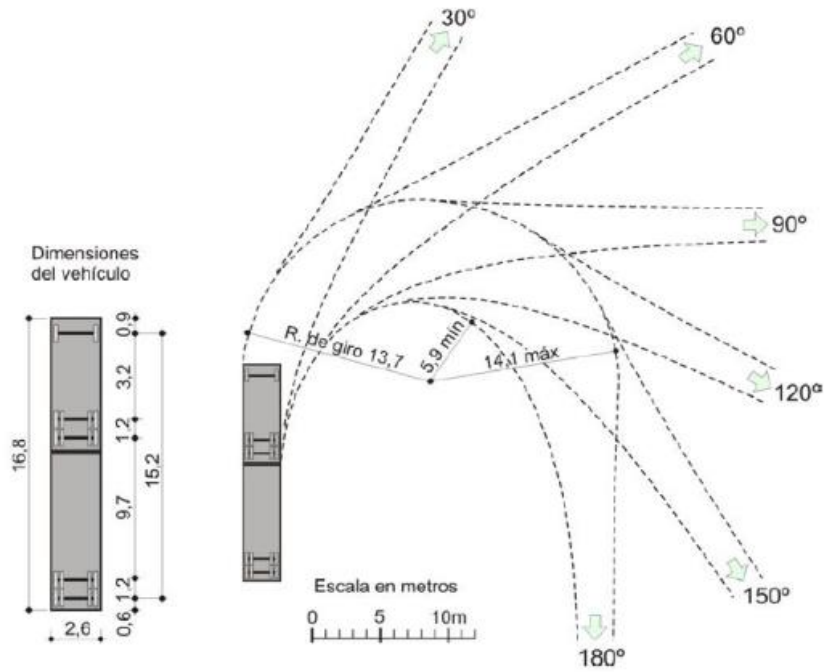 30º
60º
90º
Dimensiones
del vehículo
0,9
R. de giro 13,7
5,9 mín
14,1 máx
3,2
120º
1,2
16,8
15,2
9,7
Escala en metros
1,2
150º
0 5 10m
0,6
2,6
180º